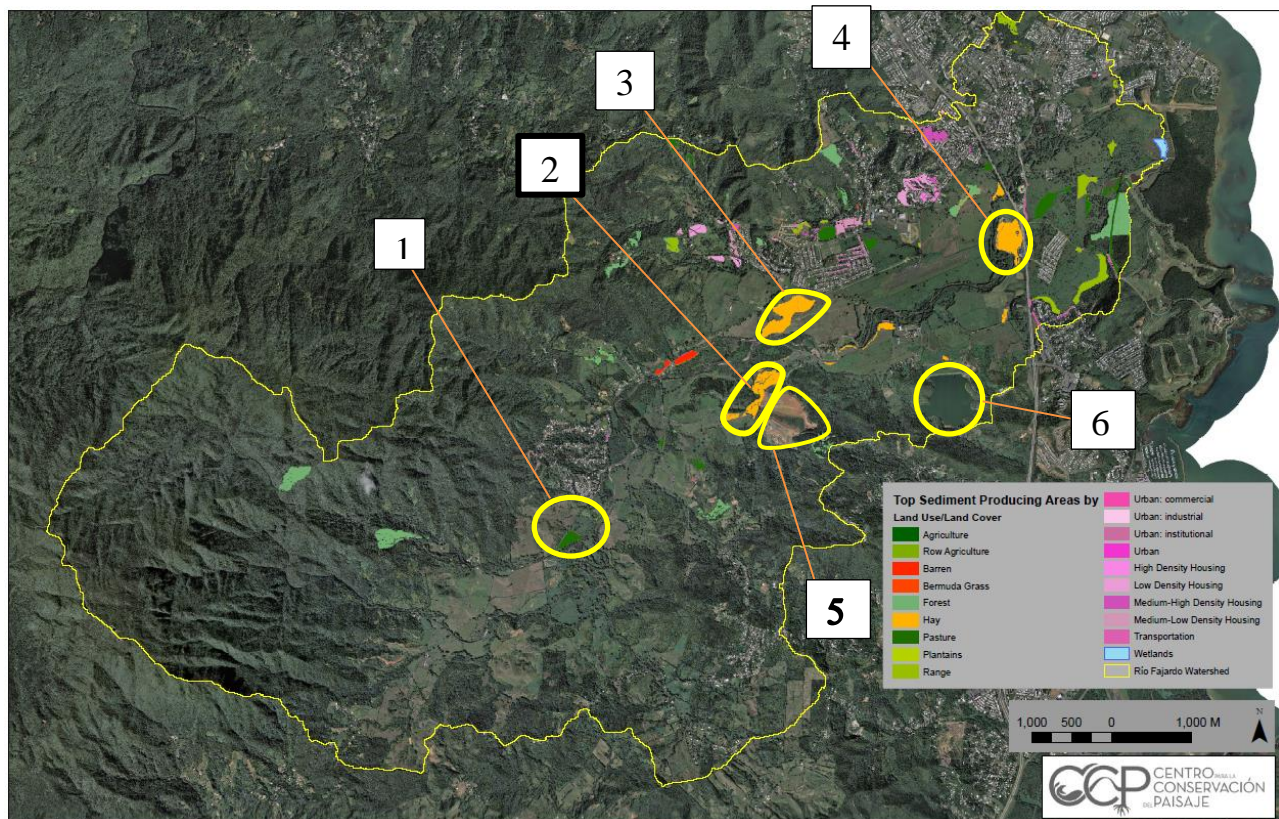 4
3
2
1
6
5
Top Sediment Producing Areas by
Land Use/Land Cover
Agriculture
Row Agriculture
Barren
Bermuda Grass
Forest
Hay
Pasture
Plantains
Range
Urban: commercial
Urban: industrial
Urban: institutional
Urban
High Density Housing
Low Density Housing
Medium-High Density Housing
Medium-Low Density Housing
Transportation
Wetlands
Río Fajardo Watershed
1,000 500 0 1,000 M
N
CCP
CENTRO PARA LA
CONSERVACIÓN
DEL PAISAJE